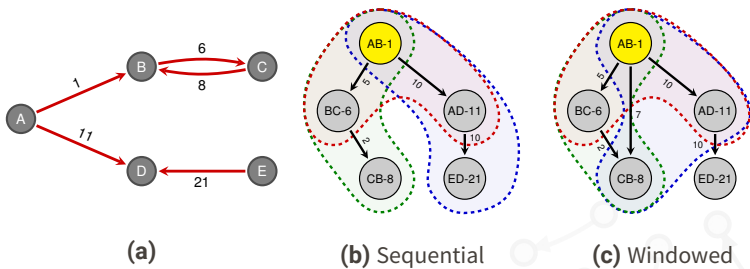 A
B
C
D
E
1
6
8
11
21
(a)
AB-1
BC-6
AD-11
CB-8
ED-21
5
10
2
10
(b) Sequential
AB-1
BC-6
AD-11
CB-8
ED-21
5
10
7
2
10
(c) Windowed